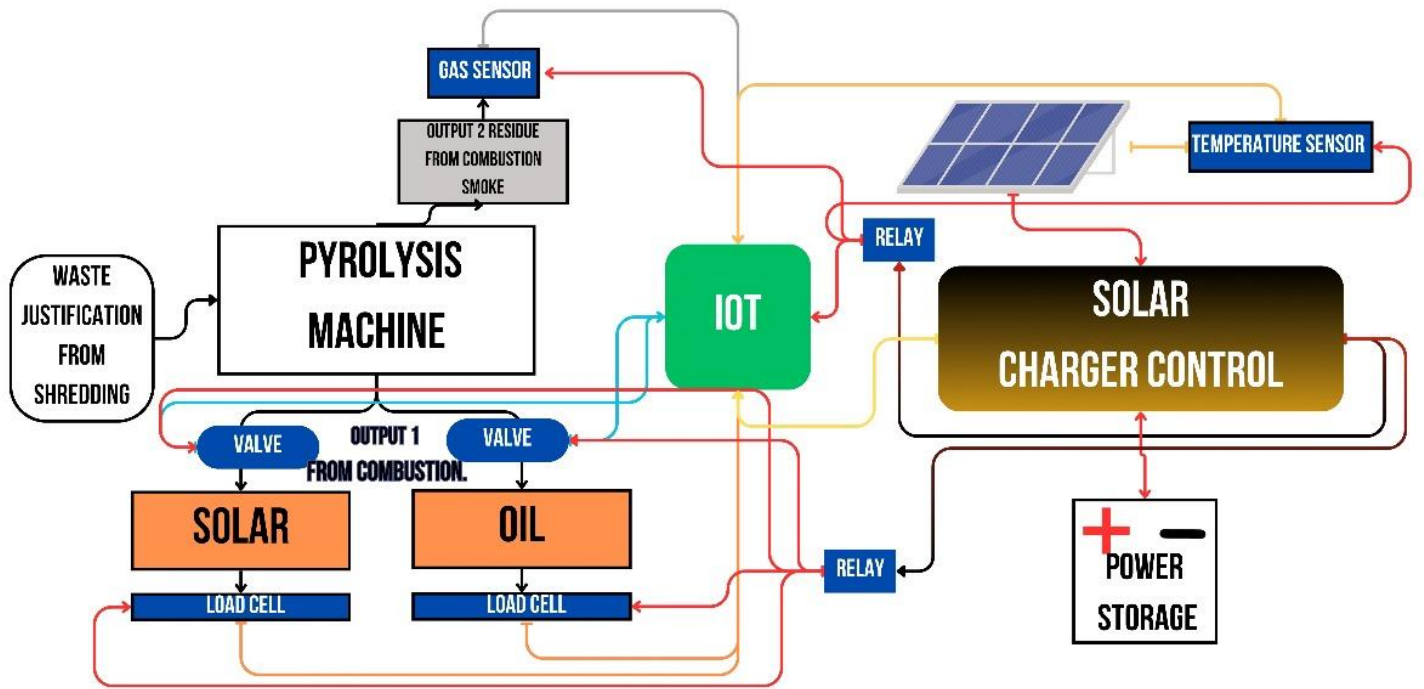 GAS SENSOR
OUTPUT 2 RESIDUE
FROM COMBUSTION
SMOKE
TEMPERATURE SENSOR
RELAY
PYROLYSIS
MACHINE
WASTE
JUSTIFICATION
FROM
SHREDDING
IOT
SOLAR
CHARGER CONTROL
VALVE
OUTPUT 1
FROM COMBUSTION.
VALVE
SOLAR
OIL
RELAY
LOAD CELL
LOAD CELL
+ −
POWER
STORAGE